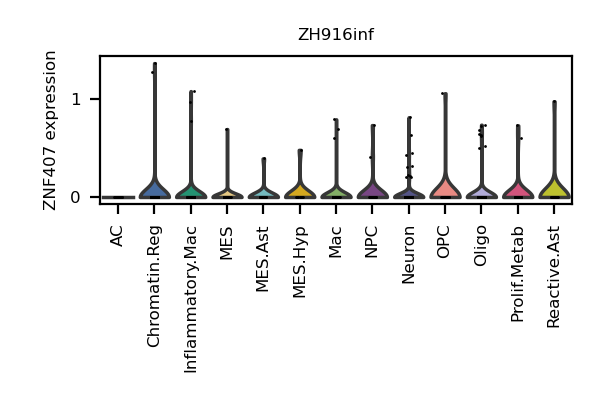 ZH916inf
ZNF407 expression
1
0
AC
Chromatin.Reg
Inflammatory.Mac
MES
MES.Ast
MES.Hyp
Mac
NPC
Neuron
OPC
Oligo
Prolif.Metab
Reactive.Ast